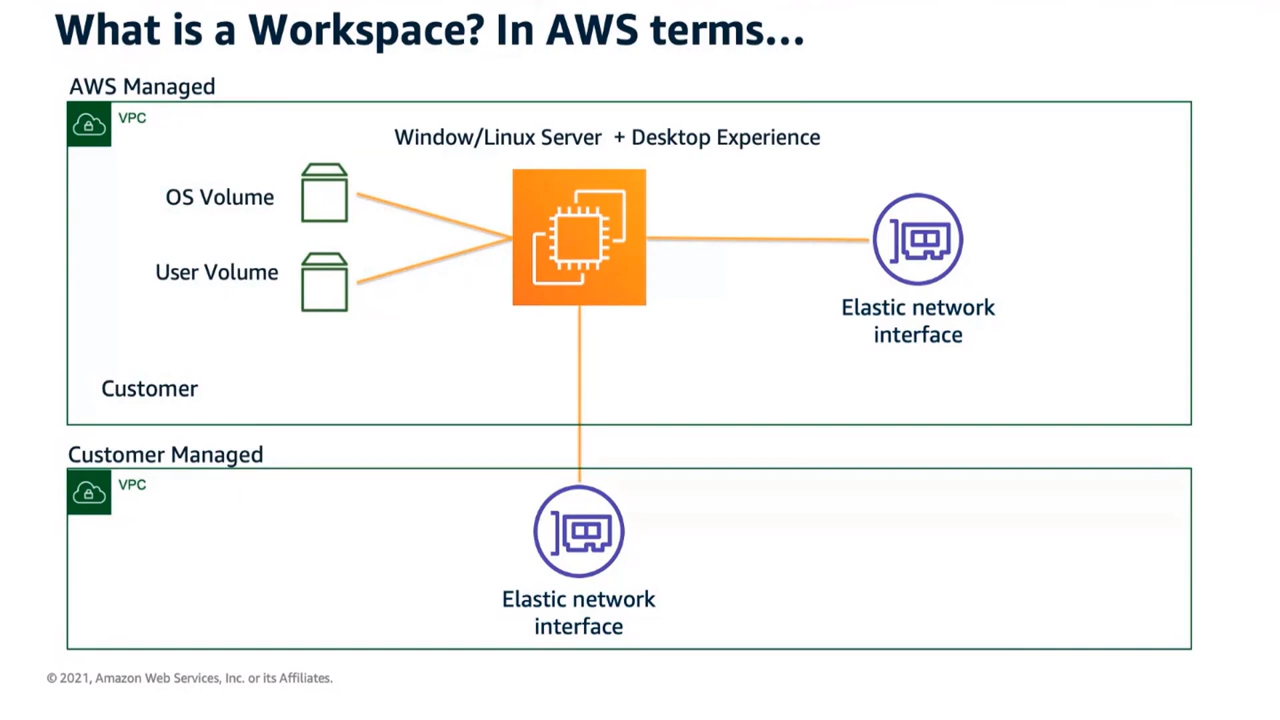 What is a Workspace? In AWS terms...
AWS Managed
VPC
Window/Linux Server + Desktop Experience
OS Volume
User Volume
Elastic network
interface
Customer
Customer Managed
VPC
Elastic network
interface
© 2021, Amazon Web Services, Inc. or its Affiliates.